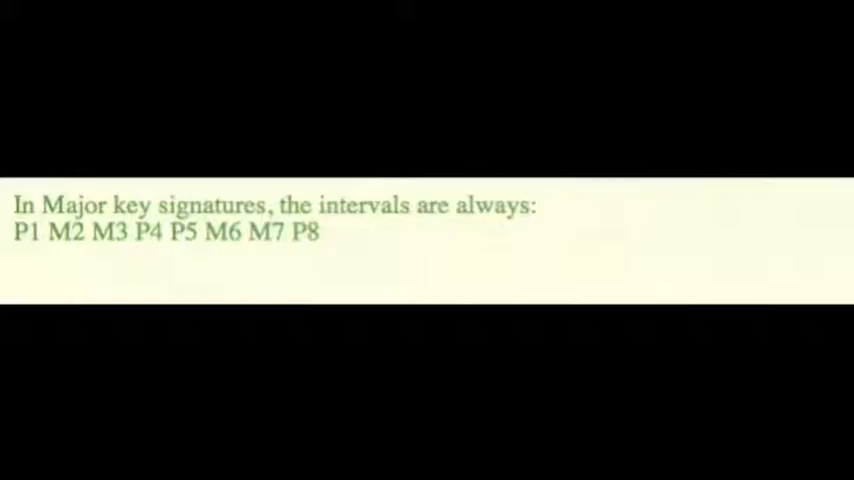 In Major key signatures, the intervals are always:
P1 M2 M3 P4 P5 M6 M7 P8